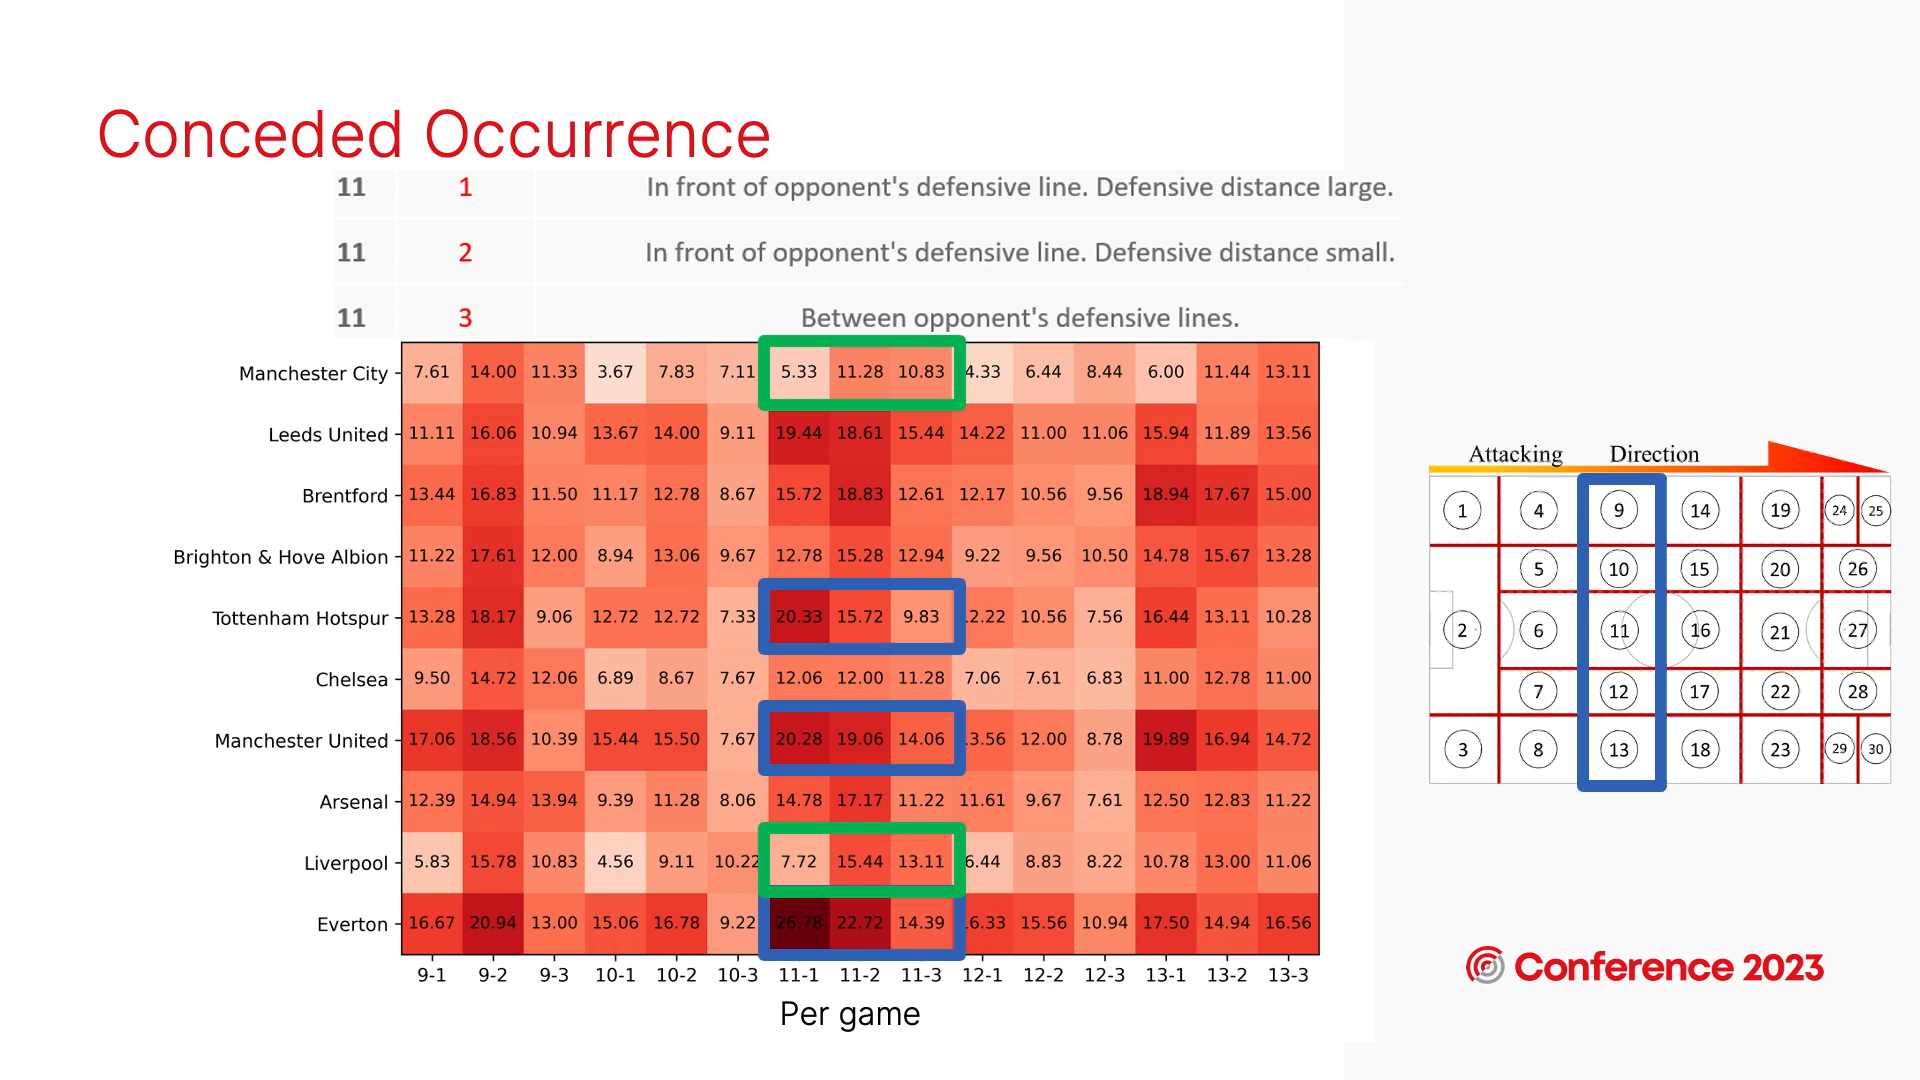 Conceded Occurrence
11 1 In front of opponent's defensive line. Defensive distance large.
11 2 In front of opponent's defensive line. Defensive distance small.
11 3 Between opponent's defensive lines.
Manchester City 7.61 14.00 11.33 3.67 7.83 7.11 5.33 11.28 10.83 4.33 6.44 8.44 6.00 11.44 13.11
Leeds United 11.11 16.06 10.94 13.67 14.00 9.11 19.44 18.61 15.44 14.22 11.00 11.06 15.94 11.89 13.56
Brentford 13.44 16.83 11.50 11.17 12.78 8.67 15.72 18.83 12.61 12.17 10.56 9.56 18.94 17.67 15.00
Brighton & Hove Albion 11.22 17.61 12.00 8.94 13.06 9.67 12.78 15.28 12.94 9.22 9.56 10.50 14.78 15.67 13.28
Tottenham Hotspur 13.28 18.17 9.06 12.72 12.72 7.33 20.33 15.72 9.83 2.22 10.56 7.56 16.44 13.11 10.28
Chelsea 9.50 14.72 12.06 6.89 8.67 7.67 12.06 12.00 11.28 7.06 7.61 6.83 11.00 12.78 11.00
Manchester United 17.06 18.56 10.39 15.44 15.50 7.67 20.28 19.06 14.06 3.56 12.00 8.78 19.89 16.94 14.72
Arsenal 12.39 14.94 13.94 9.39 11.28 8.06 14.78 17.17 11.22 11.61 9.67 7.61 12.50 12.83 11.22
Liverpool 5.83 15.78 10.83 4.56 9.11 10.22 7.72 15.44 13.11 6.44 8.83 8.22 10.78 13.00 11.06
Everton 16.67 20.94 13.00 15.06 16.78 9.22 26.78 22.72 14.39 6.33 15.56 10.94 17.50 14.94 16.56
9-1 9-2 9-3 10-1 10-2 10-3 11-1 11-2 11-3 12-1 12-2 12-3 13-1 13-2 13-3
Per game
Attacking Direction
1 4 9 14 19 24 25
5 10 15 20 26
2 6 11 16 21 27
7 12 17 22 28
3 8 13 18 23 29 30
Conference 2023